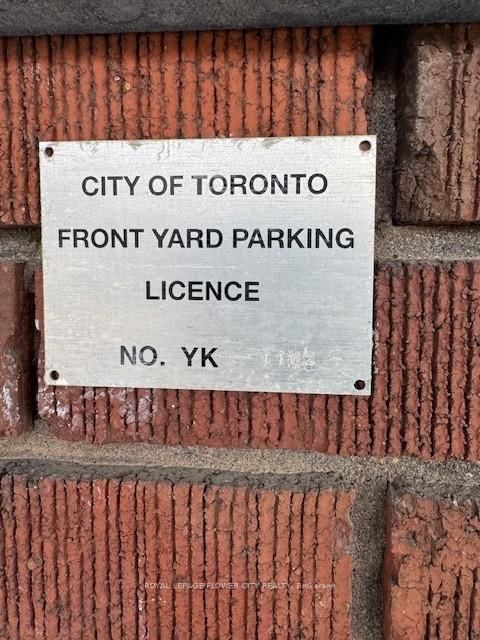 CITY OF TORONTO
FRONT YARD PARKING
LICENCE
NO. YK
ROYAL LEPAGE FLOWER CITY REALTY, Brokerage